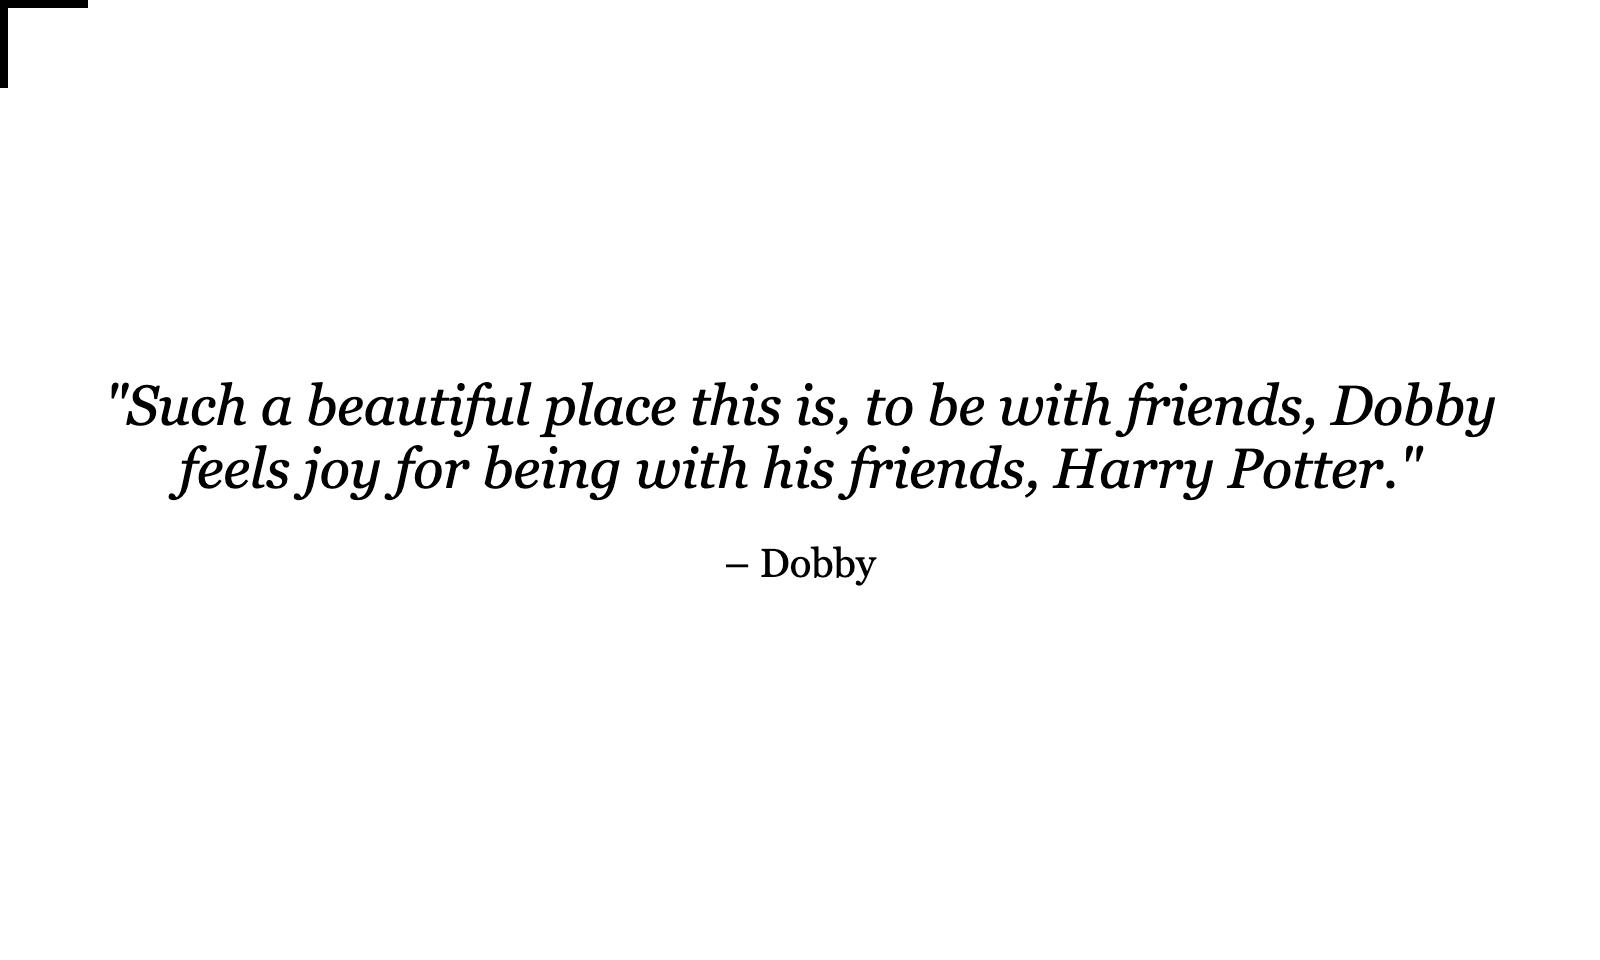 "Such a beautiful place this is, to be with friends, Dobby
feels joy for being with his friends, Harry Potter."
– Dobby